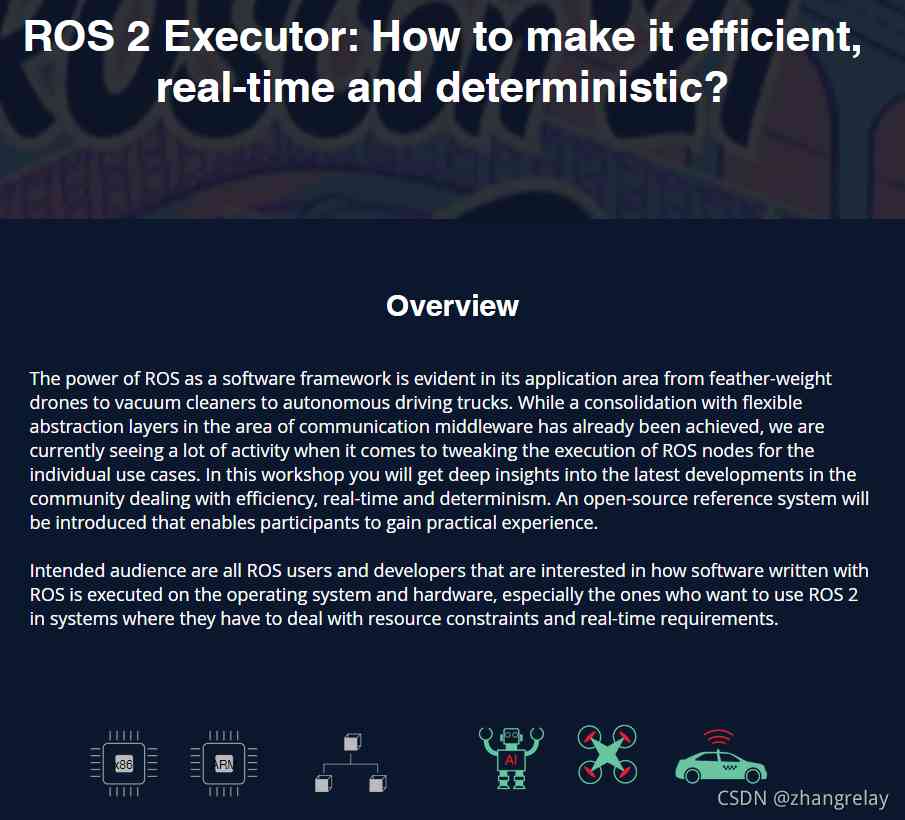 ROS 2 Executor: How to make it efficient,
real-time and deterministic?
Overview
The power of ROS as a software framework is evident in its application area from feather-weight
drones to vacuum cleaners to autonomous driving trucks. While a consolidation with flexible
abstraction layers in the area of communication middleware has already been achieved, we are
currently seeing a lot of activity when it comes to tweaking the execution of ROS nodes for the
individual use cases. In this workshop you will get deep insights into the latest developments in the
community dealing with efficiency, real-time and determinism. An open-source reference system will
be introduced that enables participants to gain practical experience.
Intended audience are all ROS users and developers that are interested in how software written with
ROS is executed on the operating system and hardware, especially the ones who want to use ROS 2
in systems where they have to deal with resource constraints and real-time requirements.
x86
ARM
AI
CSDN @zhangrelay